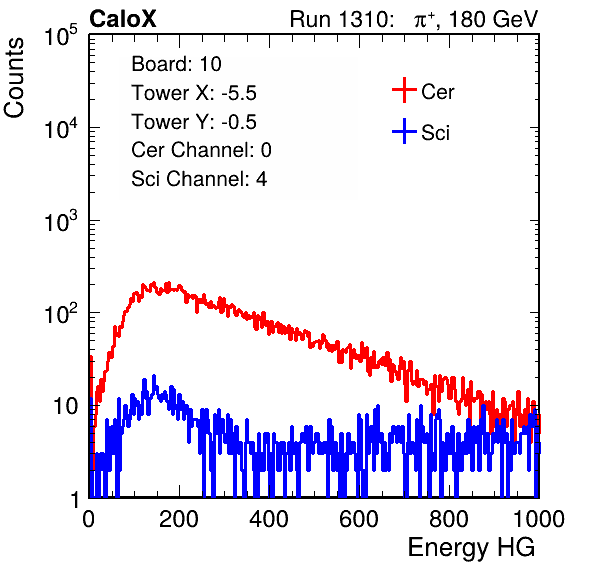 CaloX Run 1310: π⁺, 180 GeV
Counts
10⁵
10⁴
10³
10²
10
1
Board: 10
Tower X: -5.5
Tower Y: -0.5
Cer Channel: 0
Sci Channel: 4
Cer
Sci
0 200 400 600 800 1000
Energy HG